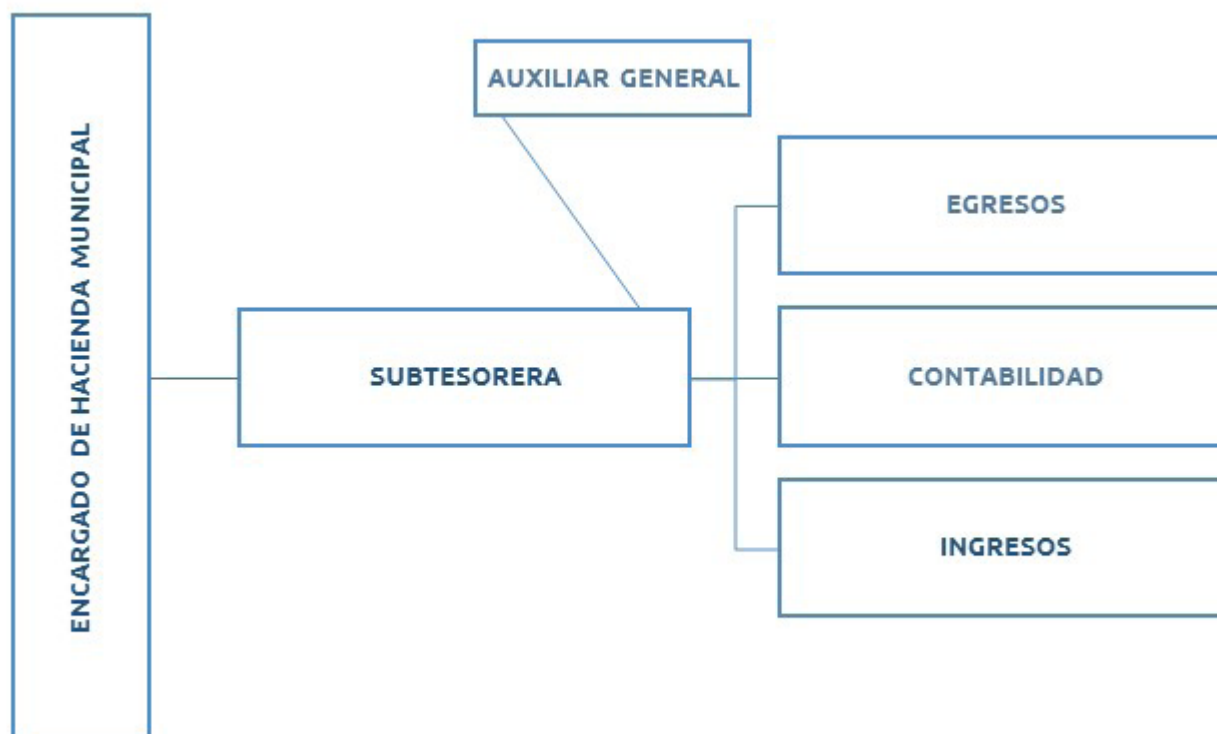 ENCARGADO DE HACIENDA MUNICIPAL
AUXILIAR GENERAL
SUBTESORERA
EGRESOS
CONTABILIDAD
INGRESOS